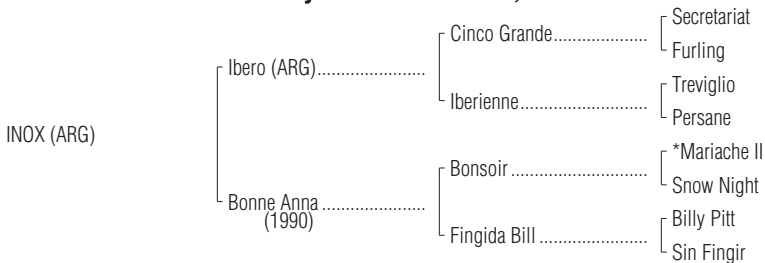 Secretariat
Cinco Grande......................
Furling
Ibero (ARG).......................
Treviglio
Iberienne..............................
Persane
INOX (ARG)
*Mariache II
Bonsoir ................................
Snow Night
Bonne Anna ......................
(1990)
Billy Pitt
Fingida Bill ..........................
Sin Fingir